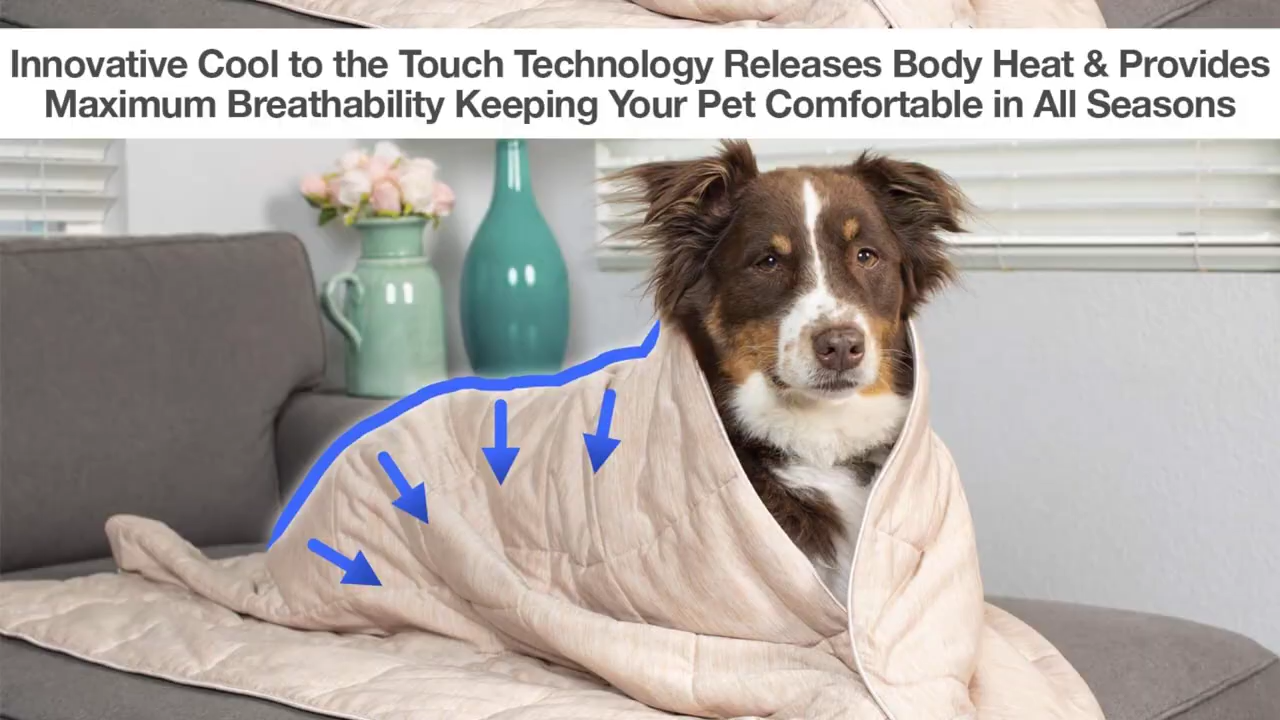 Innovative Cool to the Touch Technology Releases Body Heat & Provides
Maximum Breathability Keeping Your Pet Comfortable in All Seasons